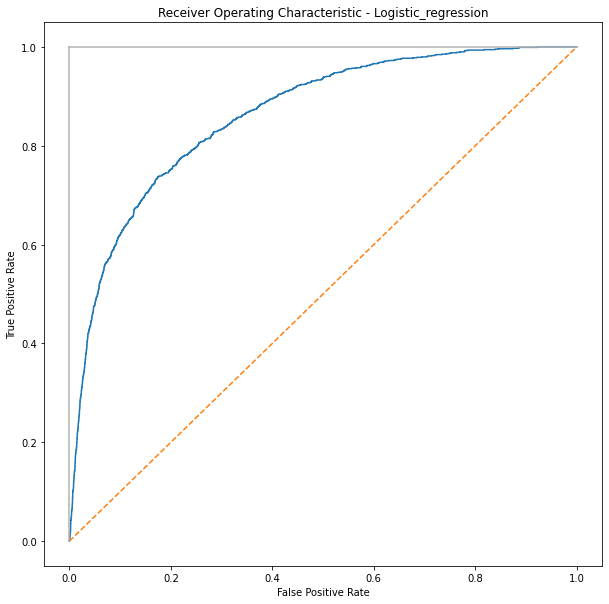 Receiver Operating Characteristic - Logistic_regression
1.0
0.8
0.6
0.4
0.2
0.0
True Positive Rate
0.0 0.2 0.4 0.6 0.8 1.0
False Positive Rate